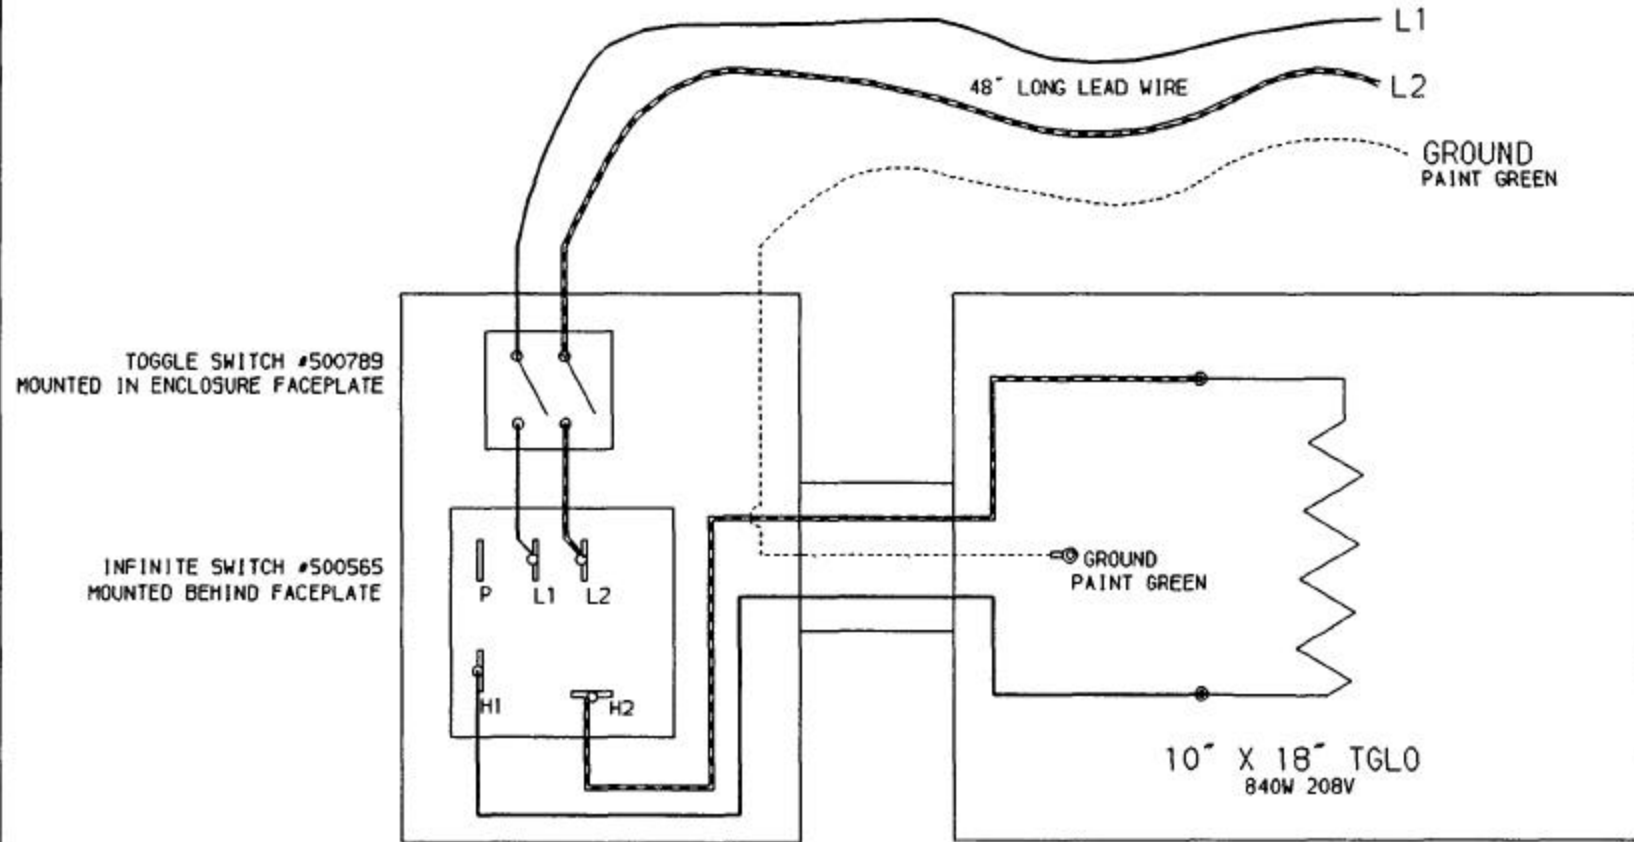 L1
48" LONG LEAD WIRE
L2
GROUND
PAINT GREEN
TOGGLE SWITCH #500789
MOUNTED IN ENCLOSURE FACEPLATE
INFINITE SWITCH #500565
MOUNTED BEHIND FACEPLATE
P L1 L2
H1 H2
GROUND
PAINT GREEN
10" X 18" TGLO
840W 208V